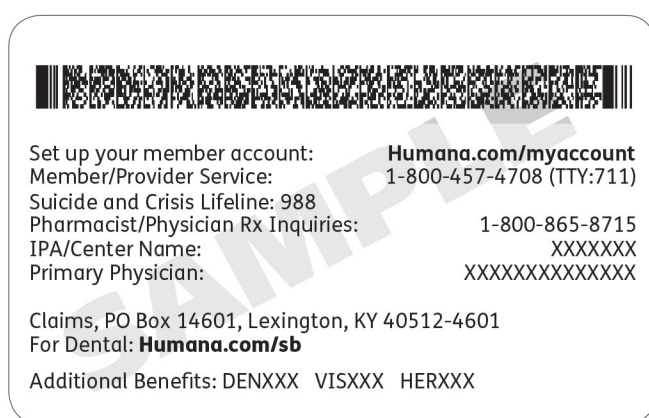 SAMPLE
Set up your member account: Humana.com/myaccount
Member/Provider Service: 1-800-457-4708 (TTY:711)
Suicide and Crisis Lifeline: 988
Pharmacist/Physician Rx Inquiries: 1-800-865-8715
IPA/Center Name: XXXXXXX
Primary Physician: XXXXXXXXXXXXXX
Claims, PO Box 14601, Lexington, KY 40512-4601
For Dental: Humana.com/sb
Additional Benefits: DENXXX VISXXX HERXXX